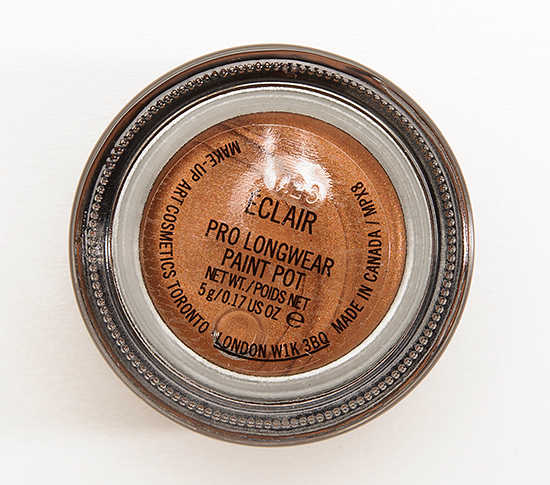 ECLAIR
PRO LONGWEAR
PAINT POT
NET WT./POIDS NET
5 g/0.17 US OZ e
MAKE-UP ART COSMETICS TORONTO LONDON W1K 3BQ MADE IN CANADA / MPX8